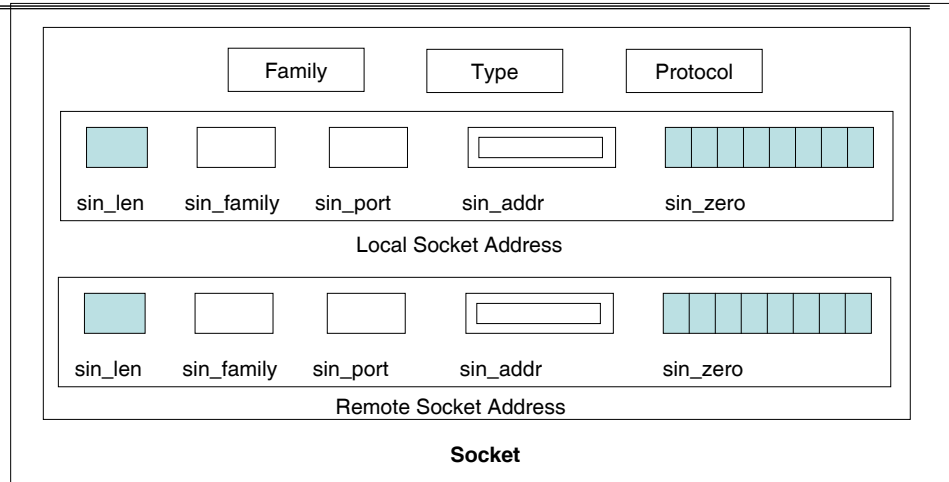 Family Type Protocol
sin_len sin_family sin_port sin_addr sin_zero
Local Socket Address
sin_len sin_family sin_port sin_addr sin_zero
Remote Socket Address
Socket